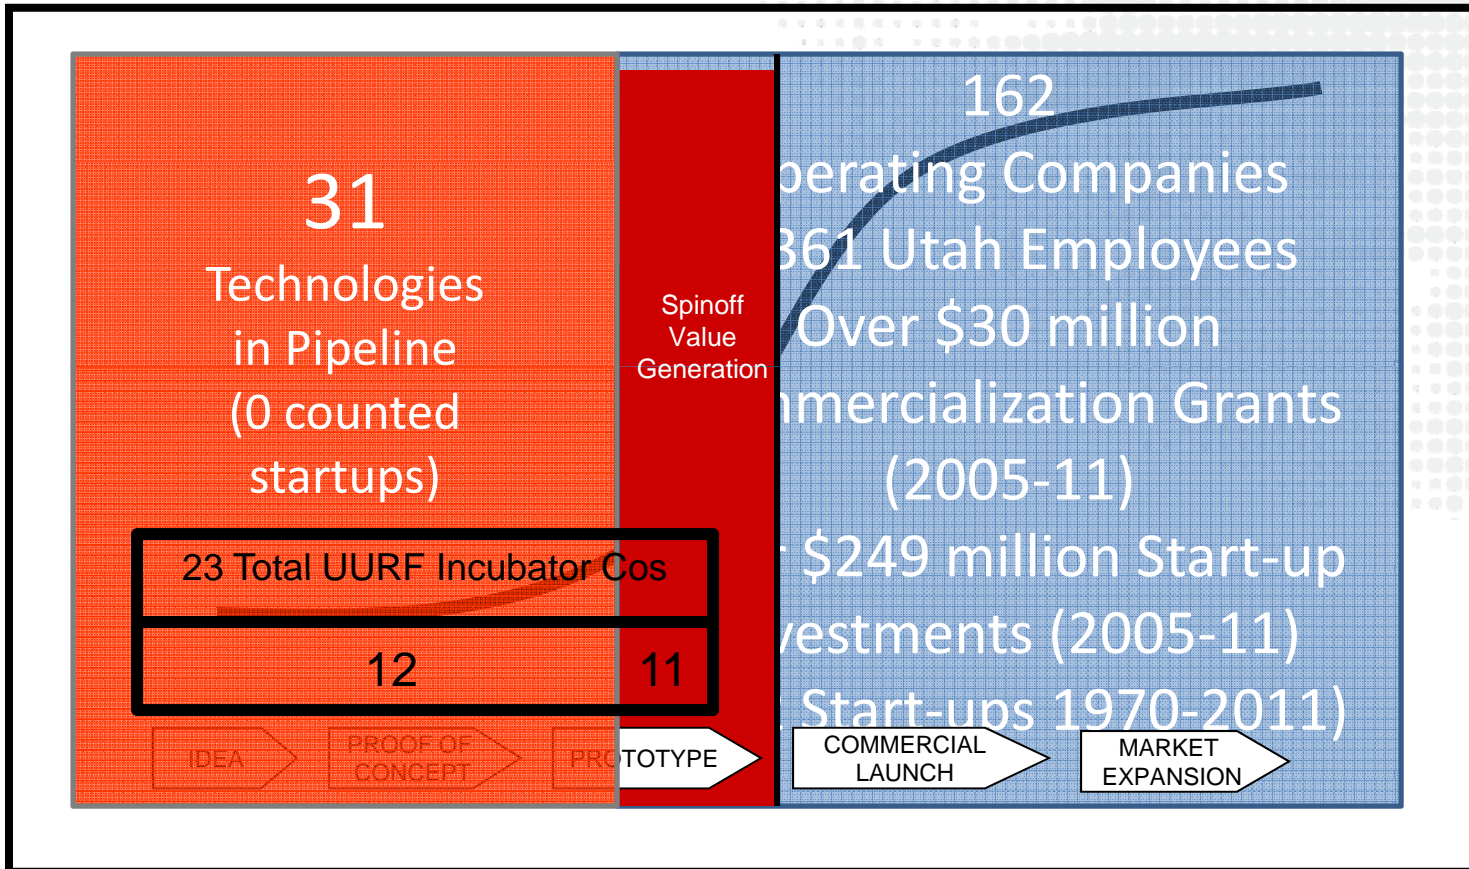 31
Technologies
in Pipeline
(0 counted
startups)
23 Total UURF Incubator Cos
12
11
Spinoff
Value
Generation
162
perating Companies
361 Utah Employees
Over $30 million
mmercialization Grants
(2005-11)
$249 million Start-up
vestments (2005-11)
Start-ups 1970-2011)
IDEA
PROOF OF
CONCEPT
PROTOTYPE
COMMERCIAL
LAUNCH
MARKET
EXPANSION